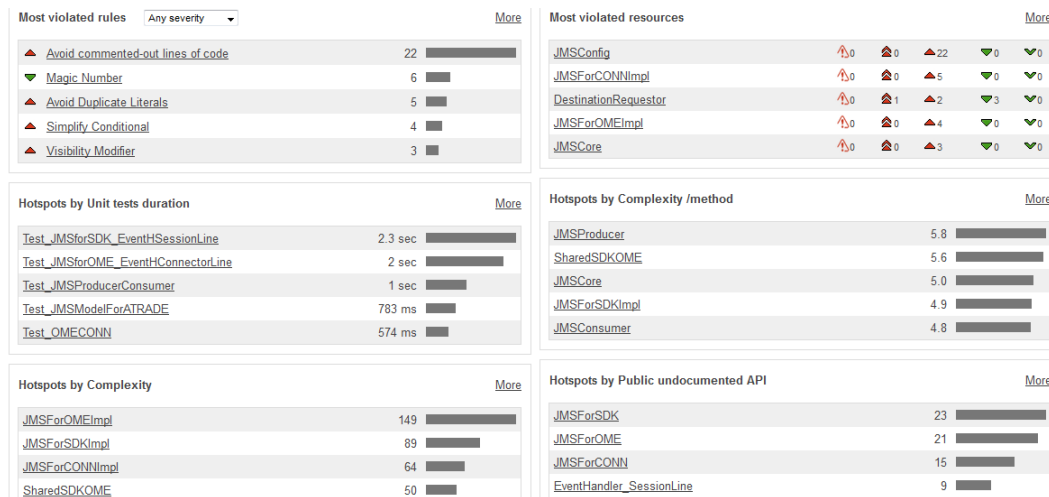 Most violated rules Any severity More
Avoid commented-out lines of code 22
Magic Number 6
Avoid Duplicate Literals 5
Simplify Conditional 4
Visibility Modifier 3
Hotspots by Unit tests duration More
Test_JMSforSDK_EventHSessionLine 2.3 sec
Test_JMSforOME_EventHConnectorLine 2 sec
Test_JMSProducerConsumer 1 sec
Test_JMSModelForATRADE 783 ms
Test_OMECONN 574 ms
Hotspots by Complexity More
JMSForOMEImpl 149
JMSForSDKImpl 89
JMSForCONNImpl 64
SharedSDKOME 50
Most violated resources More
JMSConfig 0 0 22 0 0
JMSForCONNImpl 0 0 5 0 0
DestinationRequestor 0 1 2 3 0
JMSForOMEImpl 0 0 4 0 0
JMSCore 0 0 3 0 0
Hotspots by Complexity /method More
JMSProducer 5.8
SharedSDKOME 5.6
JMSCore 5.0
JMSForSDKImpl 4.9
JMSConsumer 4.8
Hotspots by Public undocumented API More
JMSForSDK 23
JMSForOME 21
JMSForCONN 15
EventHandler_SessionLine 9